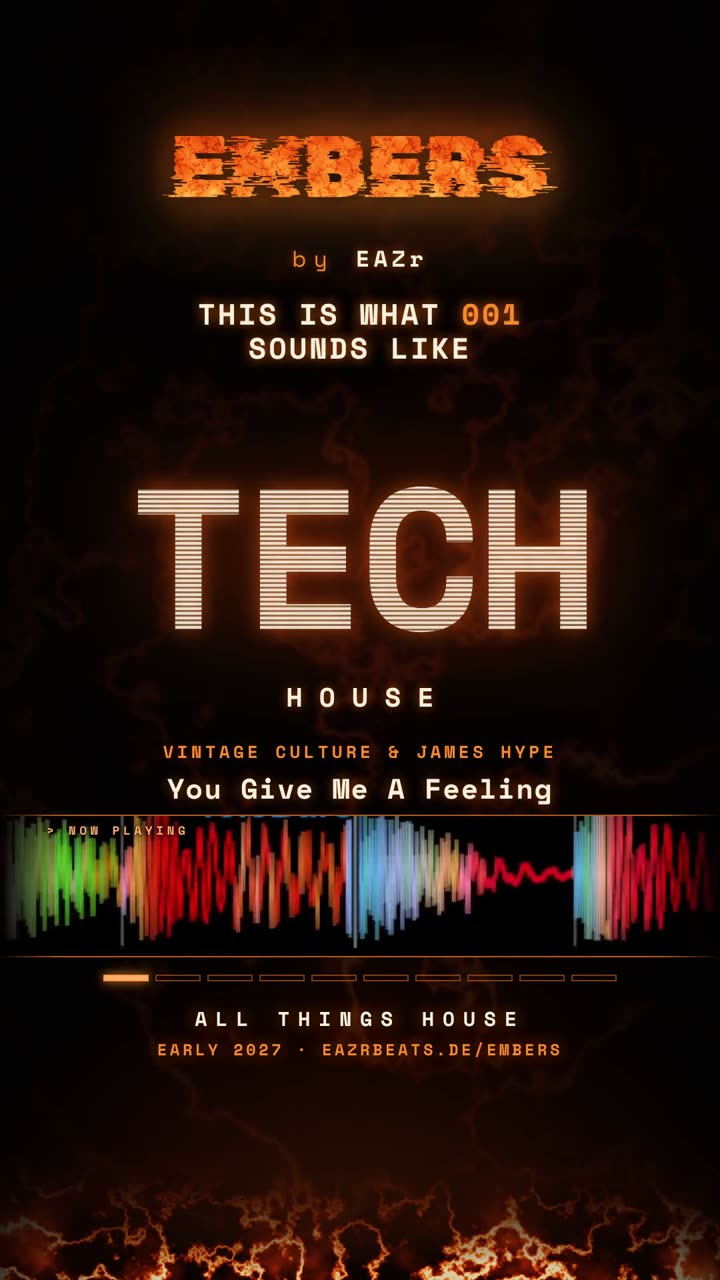 EMBERS
by EAZr
THIS IS WHAT 001
SOUNDS LIKE
TECH
HOUSE
VINTAGE CULTURE & JAMES HYPE
You Give Me A Feeling
> NOW PLAYING
ALL THINGS HOUSE
EARLY 2027 · EAZRBEATS.DE/EMBERS